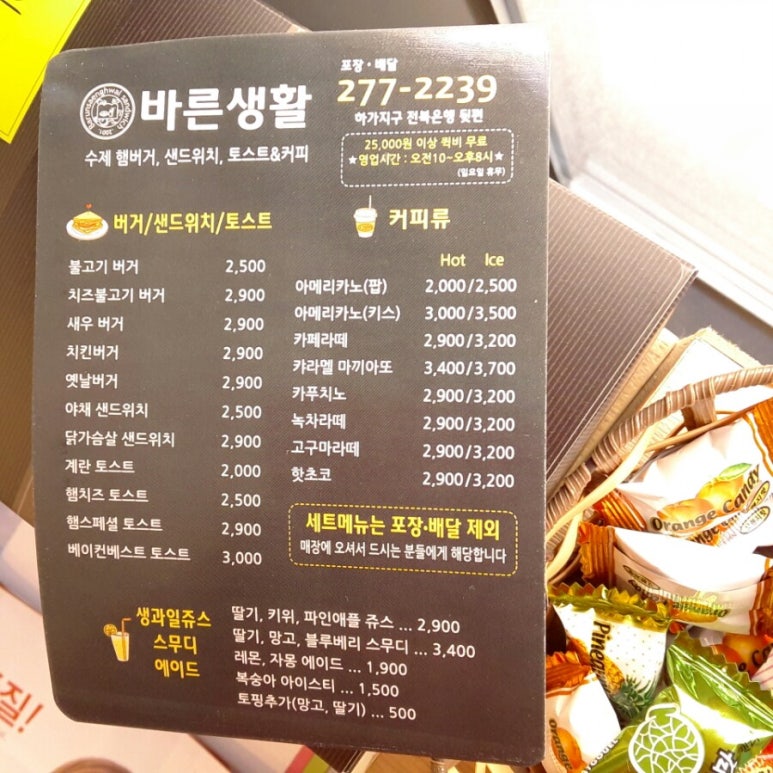 바른생활
수제 햄버거, 샌드위치, 토스트&커피
포장·배달
277-2239
하가지구 전북은행 뒷편
25,000원 이상 퀵비 무료
★영업시간 : 오전10~오후8시★
(일요일 휴무)
버거/샌드위치/토스트
불고기 버거 2,500
치즈불고기 버거 2,900
새우 버거 2,900
치킨버거 2,900
옛날버거 2,900
야채 샌드위치 2,500
닭가슴살 샌드위치 2,900
계란 토스트 2,000
햄치즈 토스트 2,500
햄스페셜 토스트 2,900
베이컨베스트 토스트 3,000
커피류
Hot Ice
아메리카노(팝) 2,000/2,500
아메리카노(키스) 3,000/3,500
카페라떼 2,900/3,200
캬라멜 마끼아또 3,400/3,700
카푸치노 2,900/3,200
녹차라떼 2,900/3,200
고구마라떼 2,900/3,200
핫초코 2,900/3,200
세트메뉴는 포장·배달 제외
매장에 오셔서 드시는 분들에게 해당합니다
생과일쥬스
스무디
에이드
딸기, 키위, 파인애플 쥬스 ... 2,900
딸기, 망고, 블루베리 스무디 ... 3,400
레몬, 자몽 에이드 ... 1,900
복숭아 아이스티 ... 1,500
토핑추가(망고, 딸기) ... 500
Orange Candy
질!